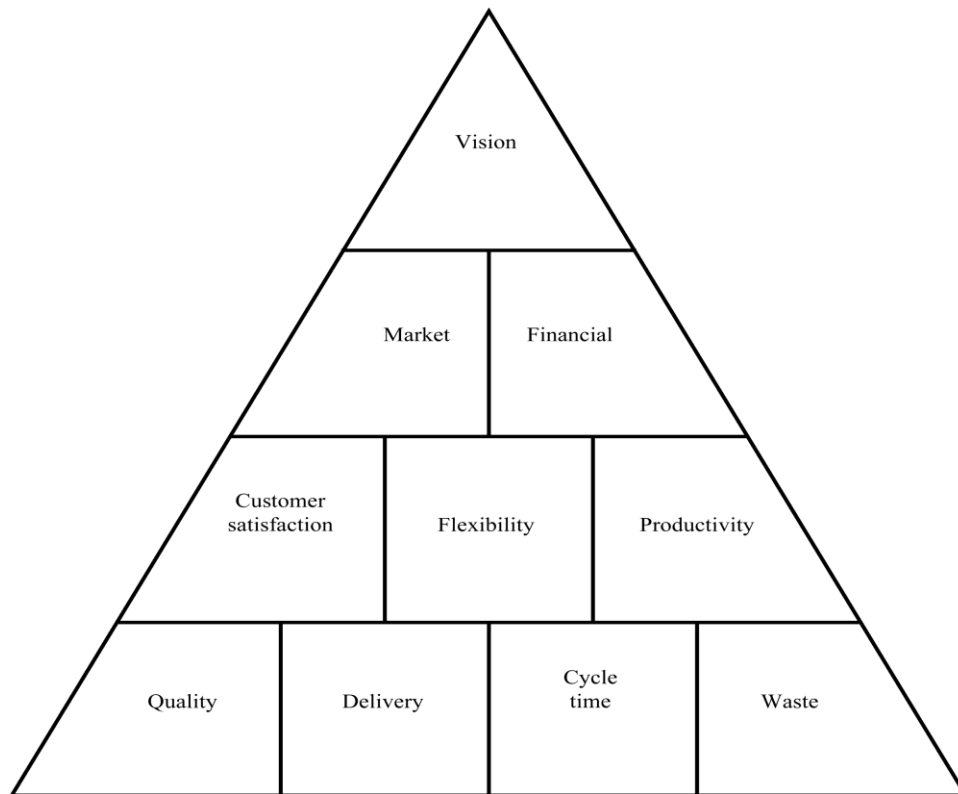 Vision
Market
Financial
Customer
satisfaction
Flexibility
Productivity
Quality
Delivery
Cycle
time
Waste